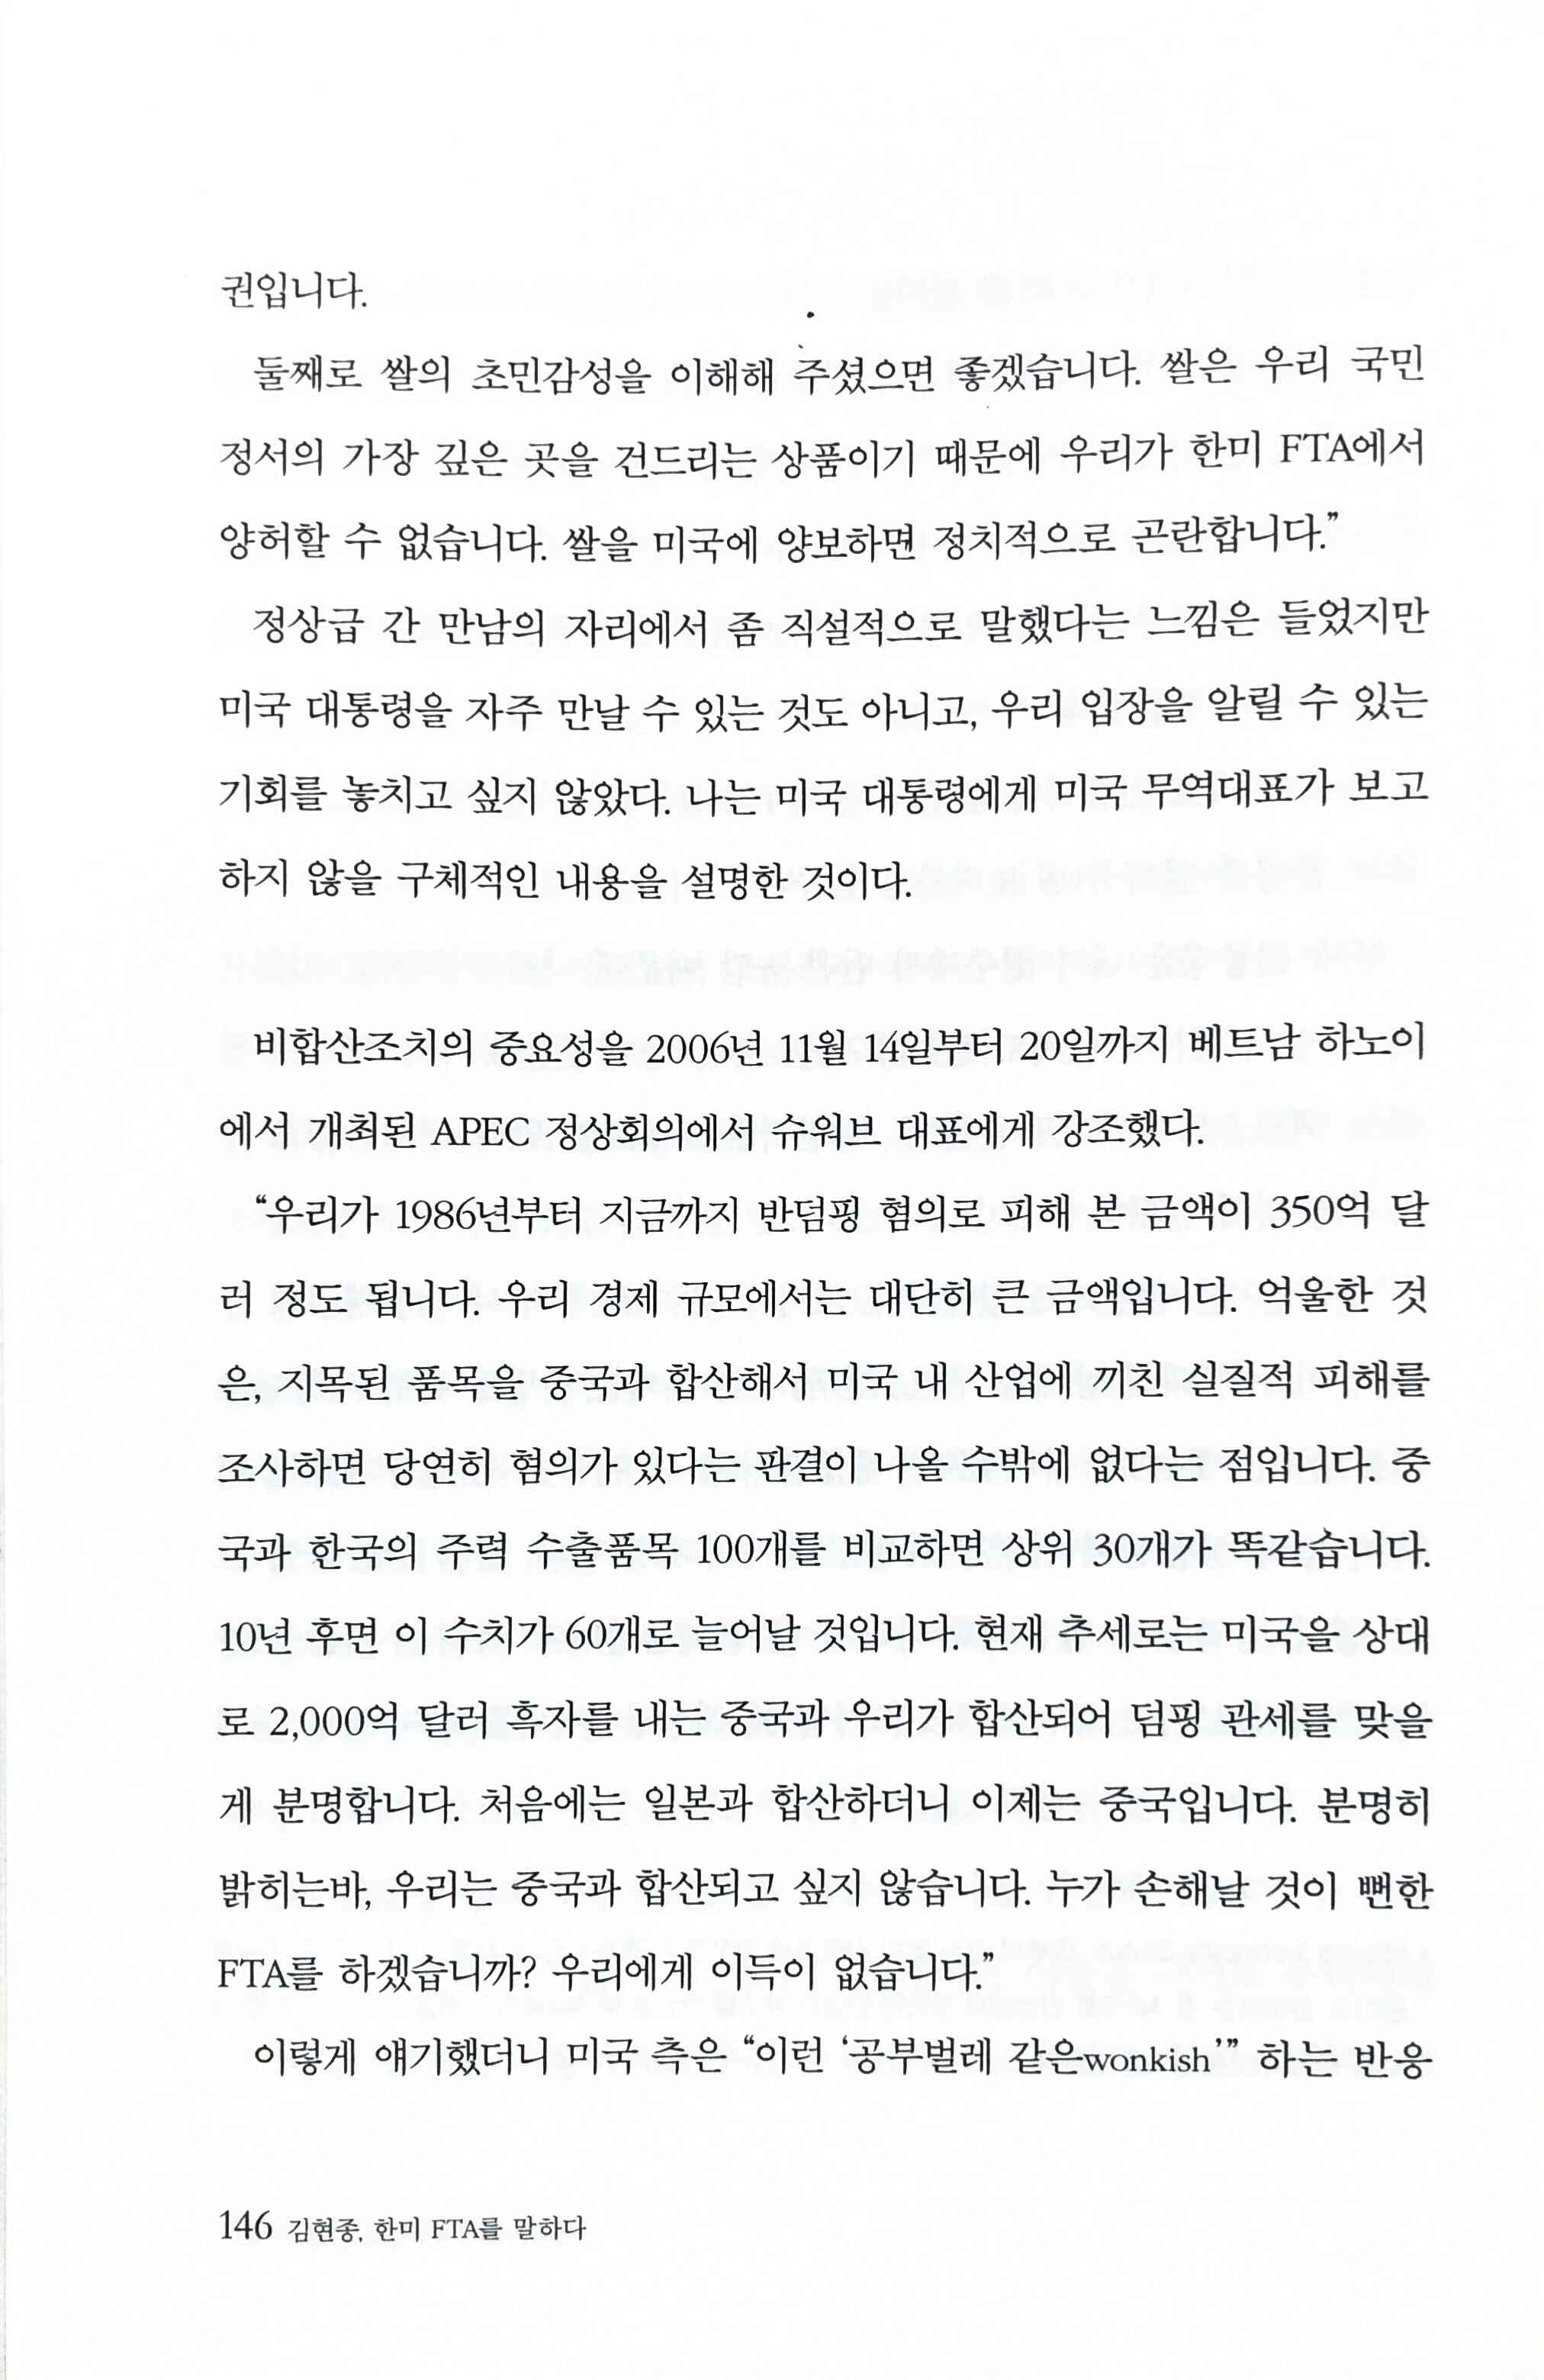 권입니다.
둘째로 쌀의 초민감성을 이해해 주셨으면 좋겠습니다. 쌀은 우리 국민
정서의 가장 깊은 곳을 건드리는 상품이기 때문에 우리가 한미 FTA에서
양허할 수 없습니다. 쌀을 미국에 양보하면 정치적으로 곤란합니다.”
정상급 간 만남의 자리에서 좀 직설적으로 말했다는 느낌은 들었지만
미국 대통령을 자주 만날 수 있는 것도 아니고, 우리 입장을 알릴 수 있는
기회를 놓치고 싶지 않았다. 나는 미국 대통령에게 미국 무역대표가 보고
하지 않을 구체적인 내용을 설명한 것이다.
비합산조치의 중요성을 2006년 11월 14일부터 20일까지 베트남 하노이
에서 개최된 APEC 정상회의에서 슈워브 대표에게 강조했다.
“우리가 1986년부터 지금까지 반덤핑 혐의로 피해 본 금액이 350억 달
러 정도 됩니다. 우리 경제 규모에서는 대단히 큰 금액입니다. 억울한 것
은, 지목된 품목을 중국과 합산해서 미국 내 산업에 끼친 실질적 피해를
조사하면 당연히 혐의가 있다는 판결이 나올 수밖에 없다는 점입니다. 중
국과 한국의 주력 수출품목 100개를 비교하면 상위 30개가 똑같습니다.
10년 후면 이 수치가 60개로 늘어날 것입니다. 현재 추세로는 미국을 상대
로 2,000억 달러 흑자를 내는 중국과 우리가 합산되어 덤핑 관세를 맞을
게 분명합니다. 처음에는 일본과 합산하더니 이제는 중국입니다. 분명히
밝히는바, 우리는 중국과 합산되고 싶지 않습니다. 누가 손해날 것이 뻔한
FTA를 하겠습니까? 우리에게 이득이 없습니다.”
이렇게 얘기했더니 미국 측은 “이런 ‘공부벌레 같은wonkish’” 하는 반응
146 김현종, 한미 FTA를 말하다